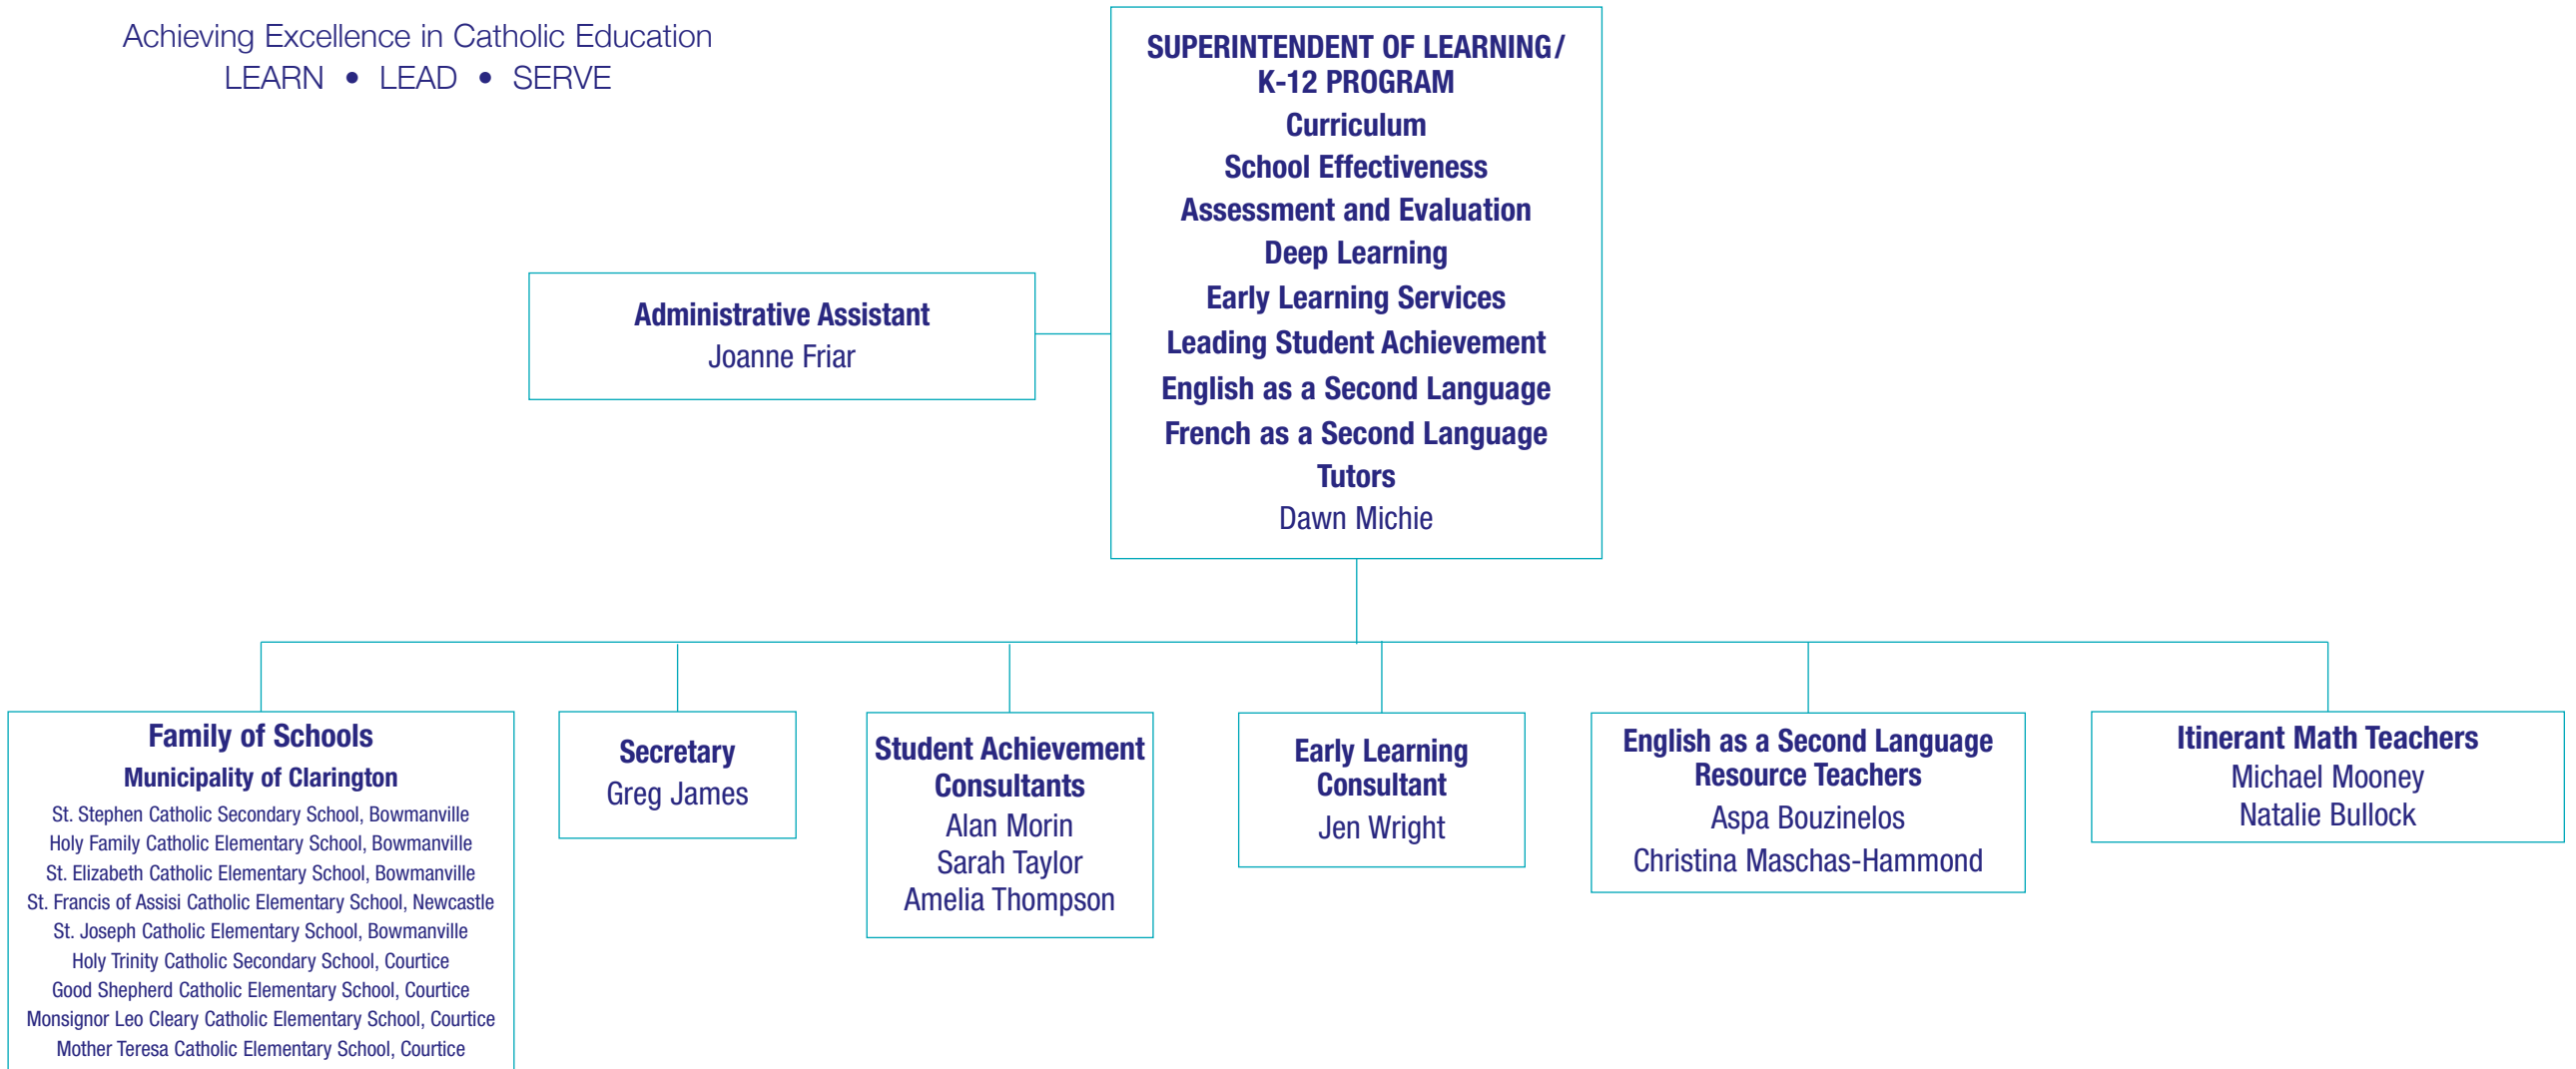 Achieving Excellence in Catholic Education
LEARN • LEAD • SERVE
SUPERINTENDENT OF LEARNING/
K-12 PROGRAM
Curriculum
School Effectiveness
Assessment and Evaluation
Deep Learning
Early Learning Services
Leading Student Achievement
English as a Second Language
French as a Second Language
Tutors
Dawn Michie
Administrative Assistant
Joanne Friar
Family of Schools
Municipality of Clarington
St. Stephen Catholic Secondary School, Bowmanville
Holy Family Catholic Elementary School, Bowmanville
St. Elizabeth Catholic Elementary School, Bowmanville
St. Francis of Assisi Catholic Elementary School, Newcastle
St. Joseph Catholic Elementary School, Bowmanville
Holy Trinity Catholic Secondary School, Courtice
Good Shepherd Catholic Elementary School, Courtice
Monsignor Leo Cleary Catholic Elementary School, Courtice
Mother Teresa Catholic Elementary School, Courtice
Secretary
Greg James
Student Achievement
Consultants
Alan Morin
Sarah Taylor
Amelia Thompson
Early Learning
Consultant
Jen Wright
English as a Second Language
Resource Teachers
Aspa Bouzinelos
Christina Maschas-Hammond
Itinerant Math Teachers
Michael Mooney
Natalie Bullock